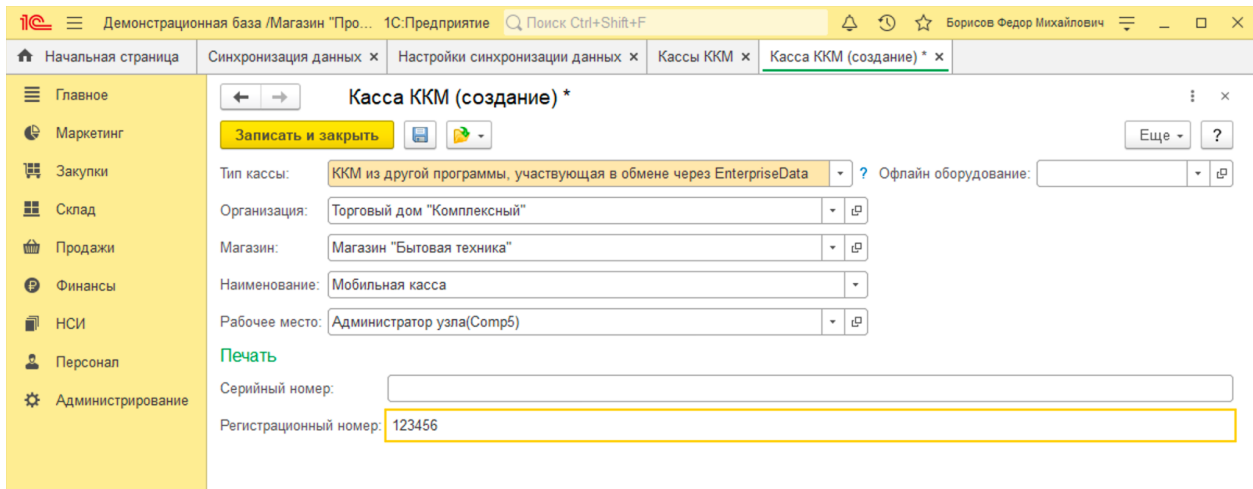 1С Демонстрационная база /Магазин "Про... 1С:Предприятие Поиск Ctrl+Shift+F Борисов Федор Михайлович
Начальная страница Синхронизация данных × Настройки синхронизации данных × Кассы ККМ × Касса ККМ (создание) * ×
Главное
Маркетинг
Закупки
Склад
Продажи
Финансы
НСИ
Персонал
Администрирование
Касса ККМ (создание) *
Записать и закрыть Еще ?
Тип кассы: ККМ из другой программы, участвующая в обмене через EnterpriseData ? Офлайн оборудование:
Организация: Торговый дом "Комплексный"
Магазин: Магазин "Бытовая техника"
Наименование: Мобильная касса
Рабочее место: Администратор узла(Comp5)
Печать
Серийный номер:
Регистрационный номер: 123456